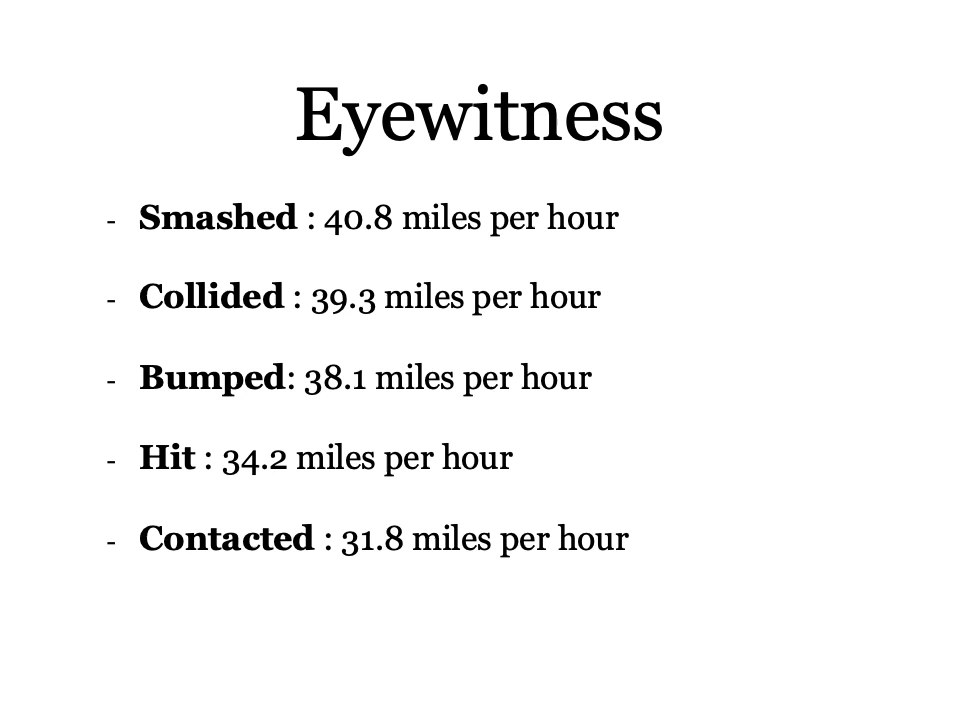 Eyewitness
- Smashed : 40.8 miles per hour
- Collided : 39.3 miles per hour
- Bumped: 38.1 miles per hour
- Hit : 34.2 miles per hour
- Contacted : 31.8 miles per hour